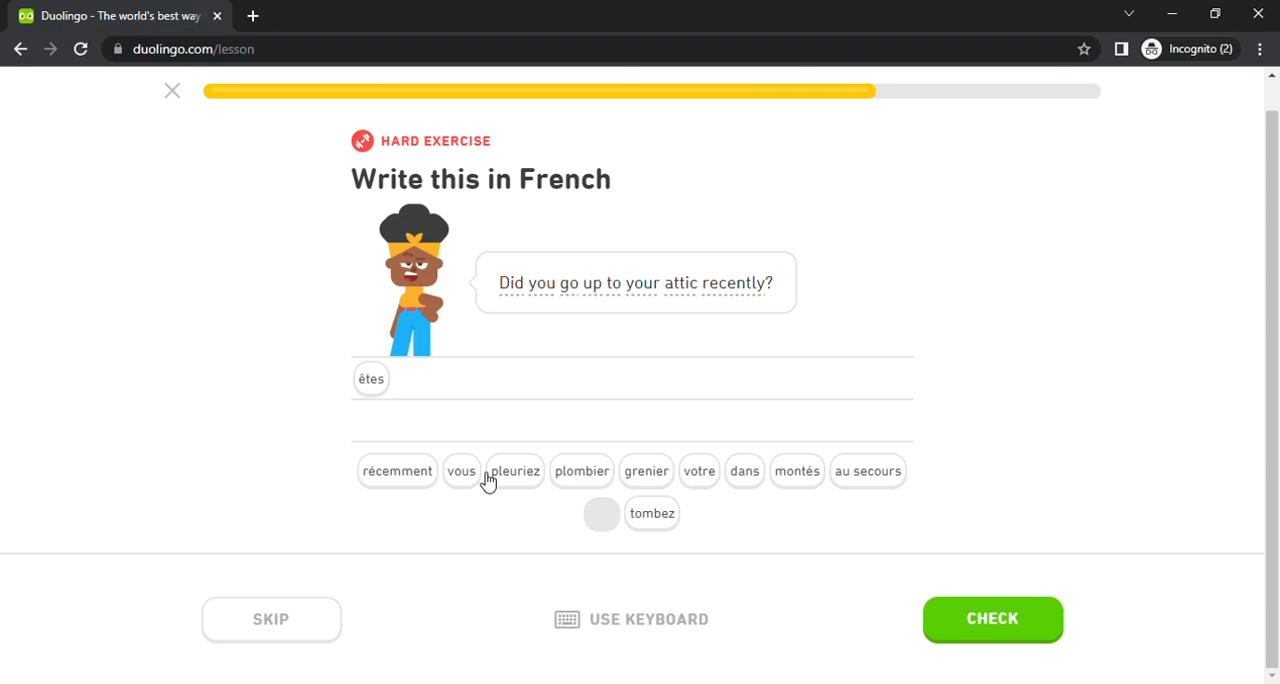 Duolingo - The world's best way
duolingo.com/lesson
Incognito (2)
HARD EXERCISE
Write this in French
Did you go up to your attic recently?
êtes
récemment vous pleuriez plombier grenier votre dans montés au secours
tombez
SKIP USE KEYBOARD CHECK